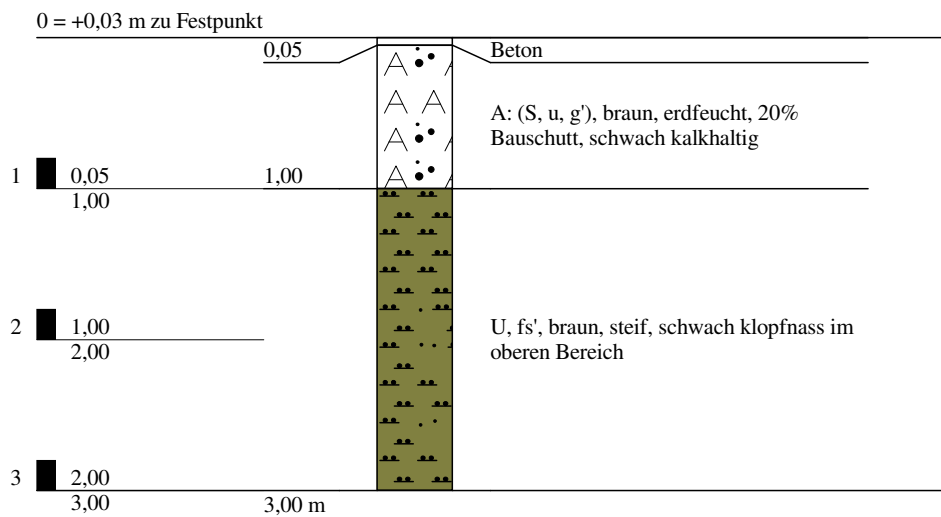 0 = +0,03 m zu Festpunkt
0,05 Beton
A: (S, u, g'), braun, erdfeucht, 20%
Bauschutt, schwach kalkhaltig
1 0,05 1,00
1,00
2 1,00
2,00
U, fs', braun, steif, schwach klopfnass im
oberen Bereich
3 2,00
3,00 3,00 m